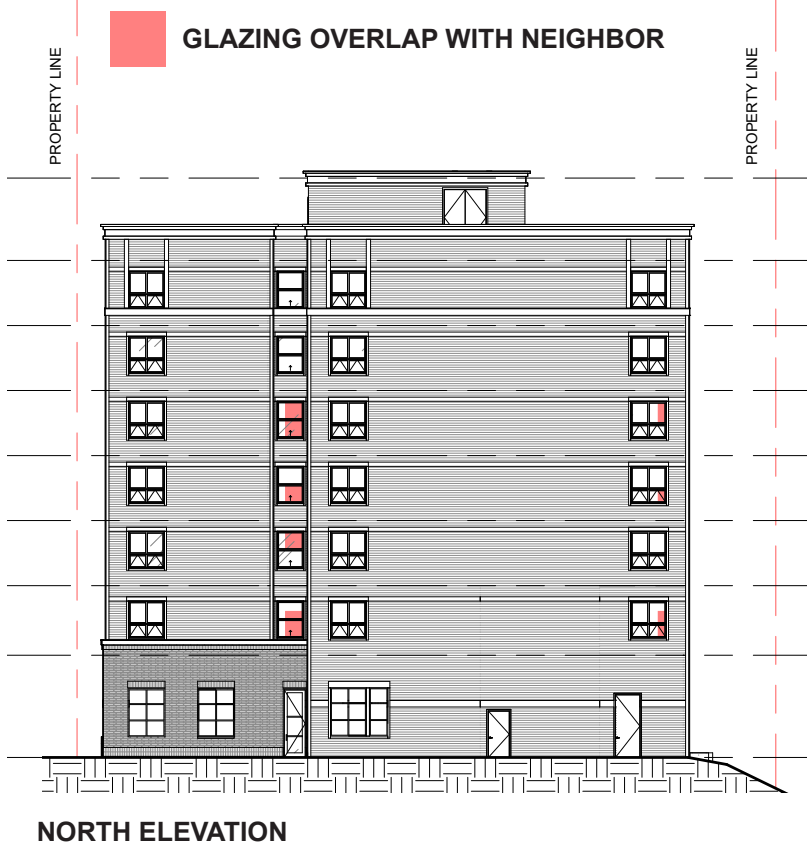 GLAZING OVERLAP WITH NEIGHBOR
PROPERTY LINE
PROPERTY LINE
NORTH ELEVATION